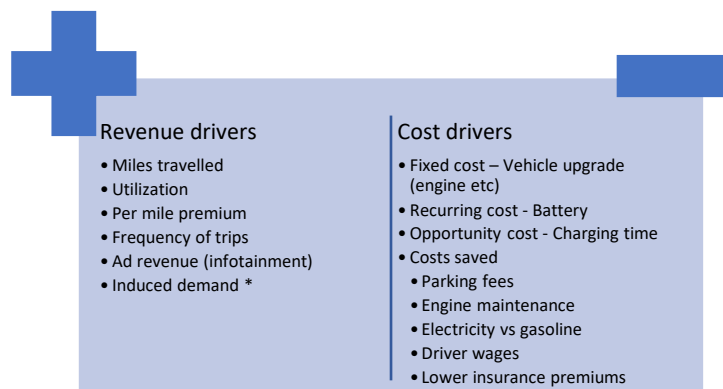 Revenue drivers
• Miles travelled
• Utilization
• Per mile premium
• Frequency of trips
• Ad revenue (infotainment)
• Induced demand *
Cost drivers
• Fixed cost – Vehicle upgrade
(engine etc)
• Recurring cost - Battery
• Opportunity cost - Charging time
• Costs saved
• Parking fees
• Engine maintenance
• Electricity vs gasoline
• Driver wages
• Lower insurance premiums